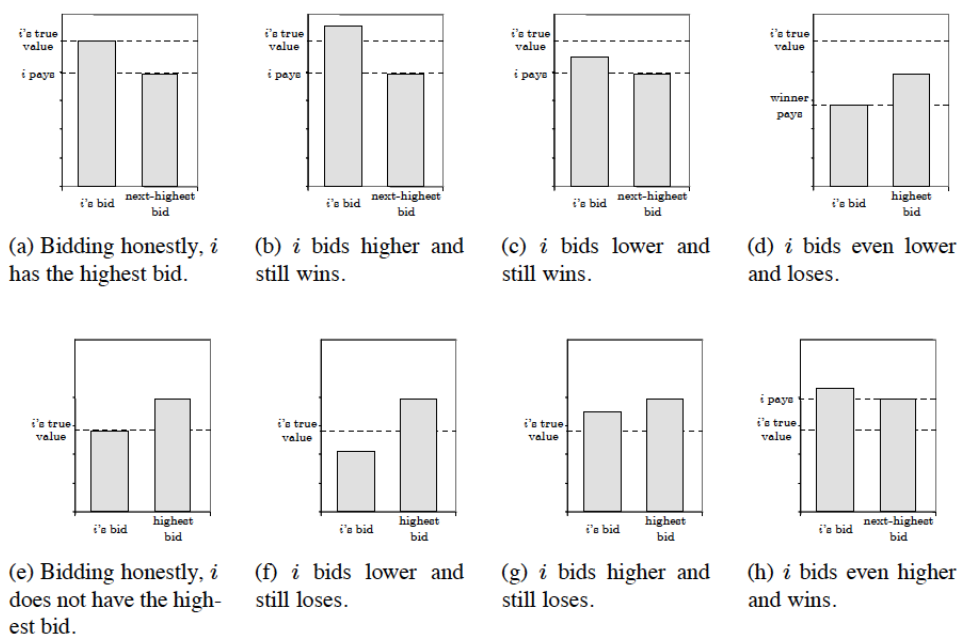 i's true
value
i pays
i's bid
next-highest
bid
(a) Bidding honestly, i
has the highest bid.
i's true
value
i pays
i's bid
next-highest
bid
(b) i bids higher and
still wins.
i's true
value
i pays
i's bid
next-highest
bid
(c) i bids lower and
still wins.
i's true
value
winner
pays
i's bid
highest
bid
(d) i bids even lower
and loses.
i's true
value
i's bid
highest
bid
(e) Bidding honestly, i
does not have the high-
est bid.
i's true
value
i's bid
highest
bid
(f) i bids lower and
still loses.
i's true
value
i's bid
highest
bid
(g) i bids higher and
still loses.
i pays
i's true
value
i's bid
next-highest
bid
(h) i bids even higher
and wins.